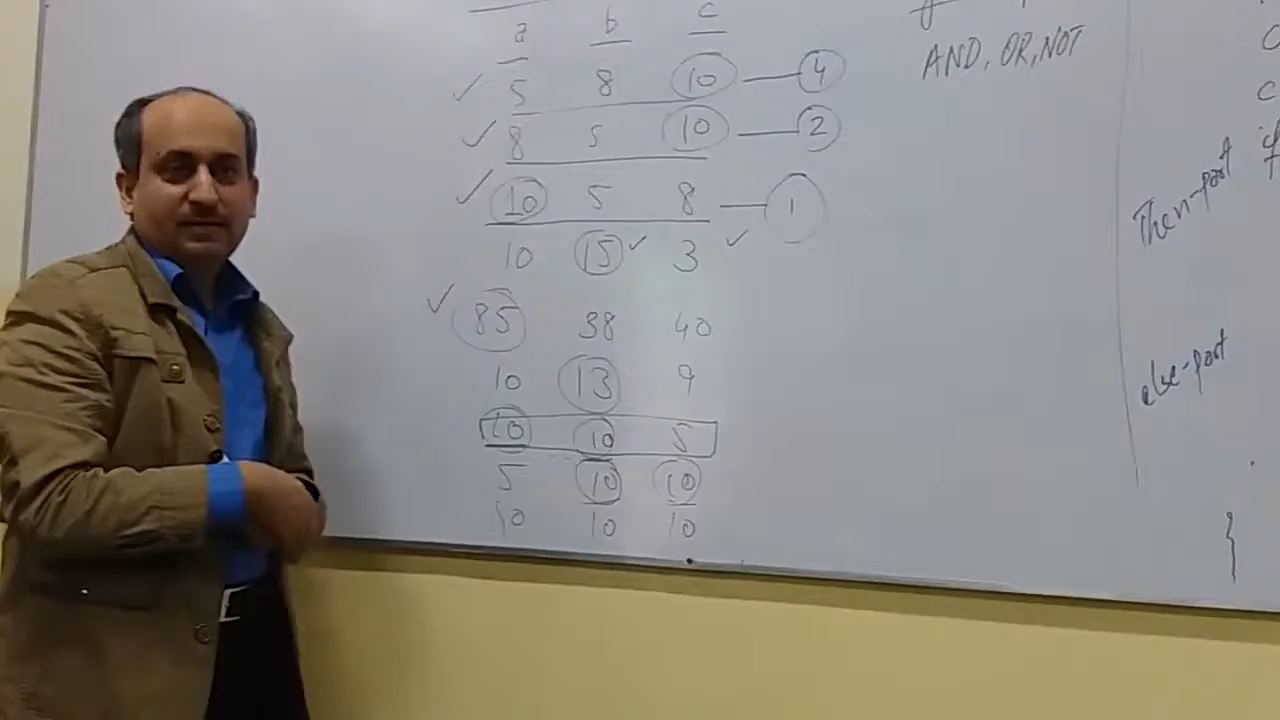 a b c
5 8 10 4
8 5 10 2
10 5 8 1
10 15 3
85 38 40
10 13 9
10 10 5
5 10 10
10 10 10
AND, OR, NOT
Then-part
else-part
}